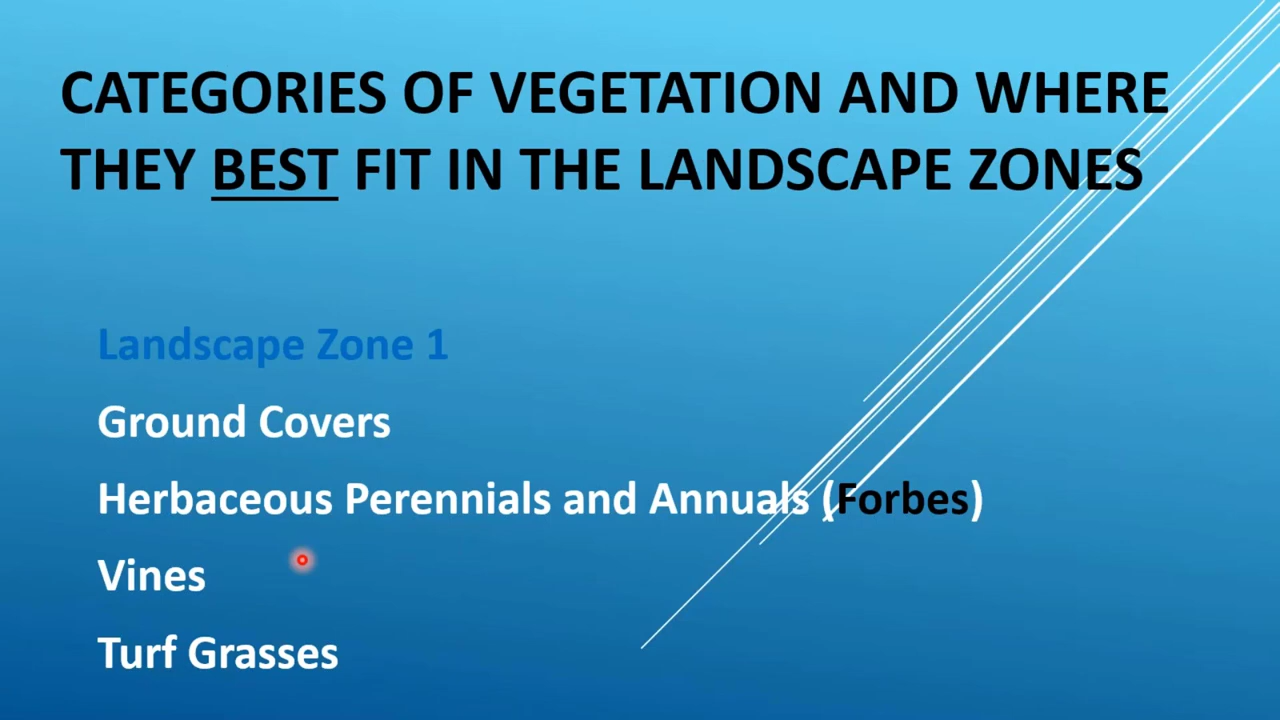 CATEGORIES OF VEGETATION AND WHERE
THEY BEST FIT IN THE LANDSCAPE ZONES
Landscape Zone 1
Ground Covers
Herbaceous Perennials and Annuals (Forbes)
Vines
Turf Grasses